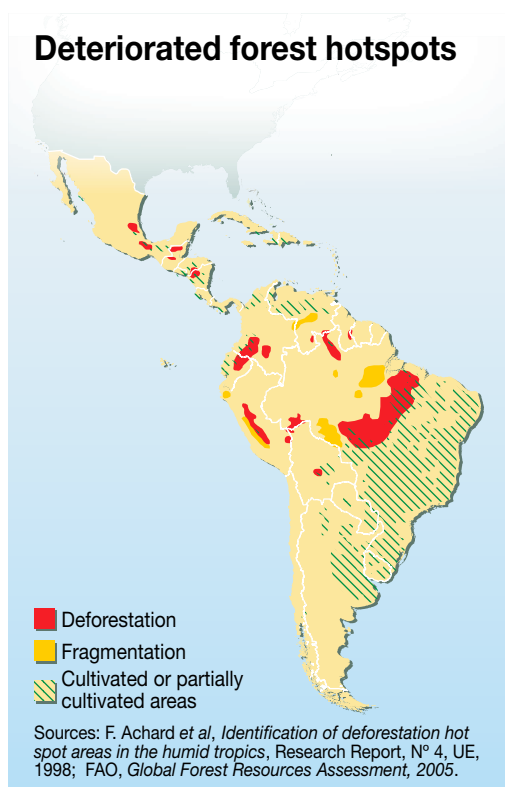 Deteriorated forest hotspots
Deforestation
Fragmentation
Cultivated or partially
cultivated areas
Sources: F. Achard et al, Identification of deforestation hot
spot areas in the humid tropics, Research Report, Nº 4, UE,
1998; FAO, Global Forest Resources Assessment, 2005.